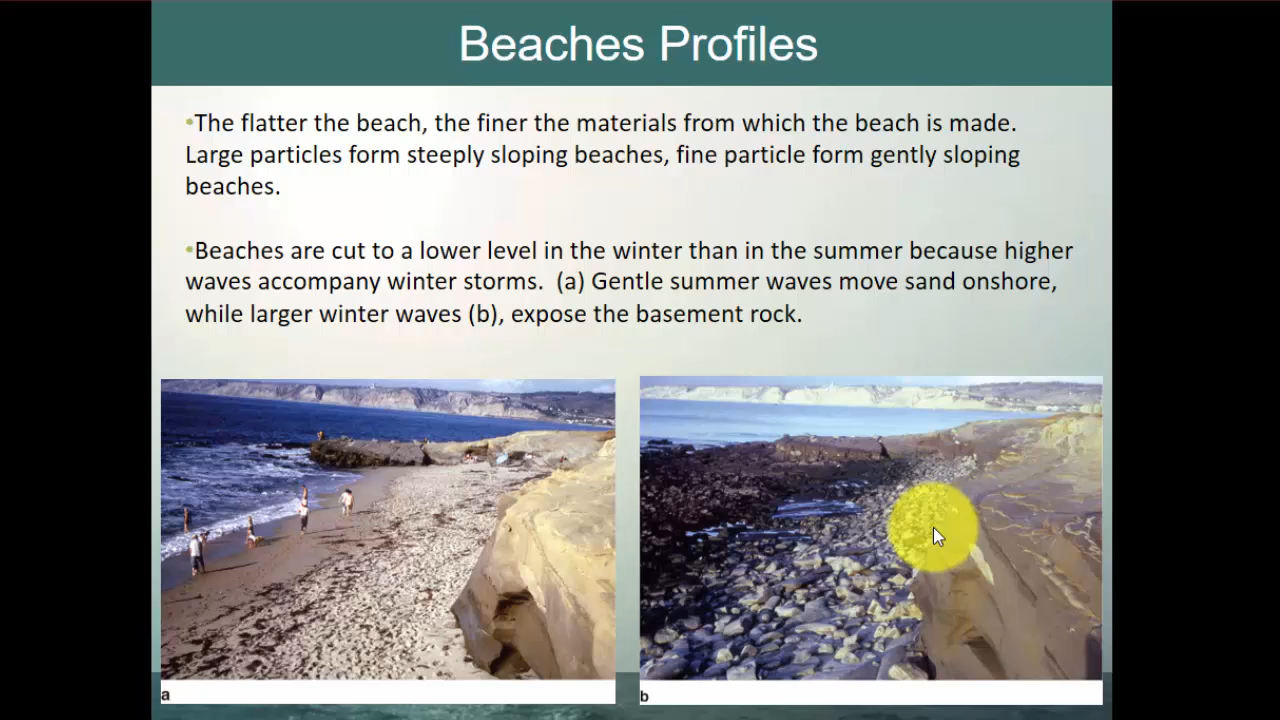 Beaches Profiles
•The flatter the beach, the finer the materials from which the beach is made.
Large particles form steeply sloping beaches, fine particle form gently sloping
beaches.
•Beaches are cut to a lower level in the winter than in the summer because higher
waves accompany winter storms.  (a) Gentle summer waves move sand onshore,
while larger winter waves (b), expose the basement rock.
a
b